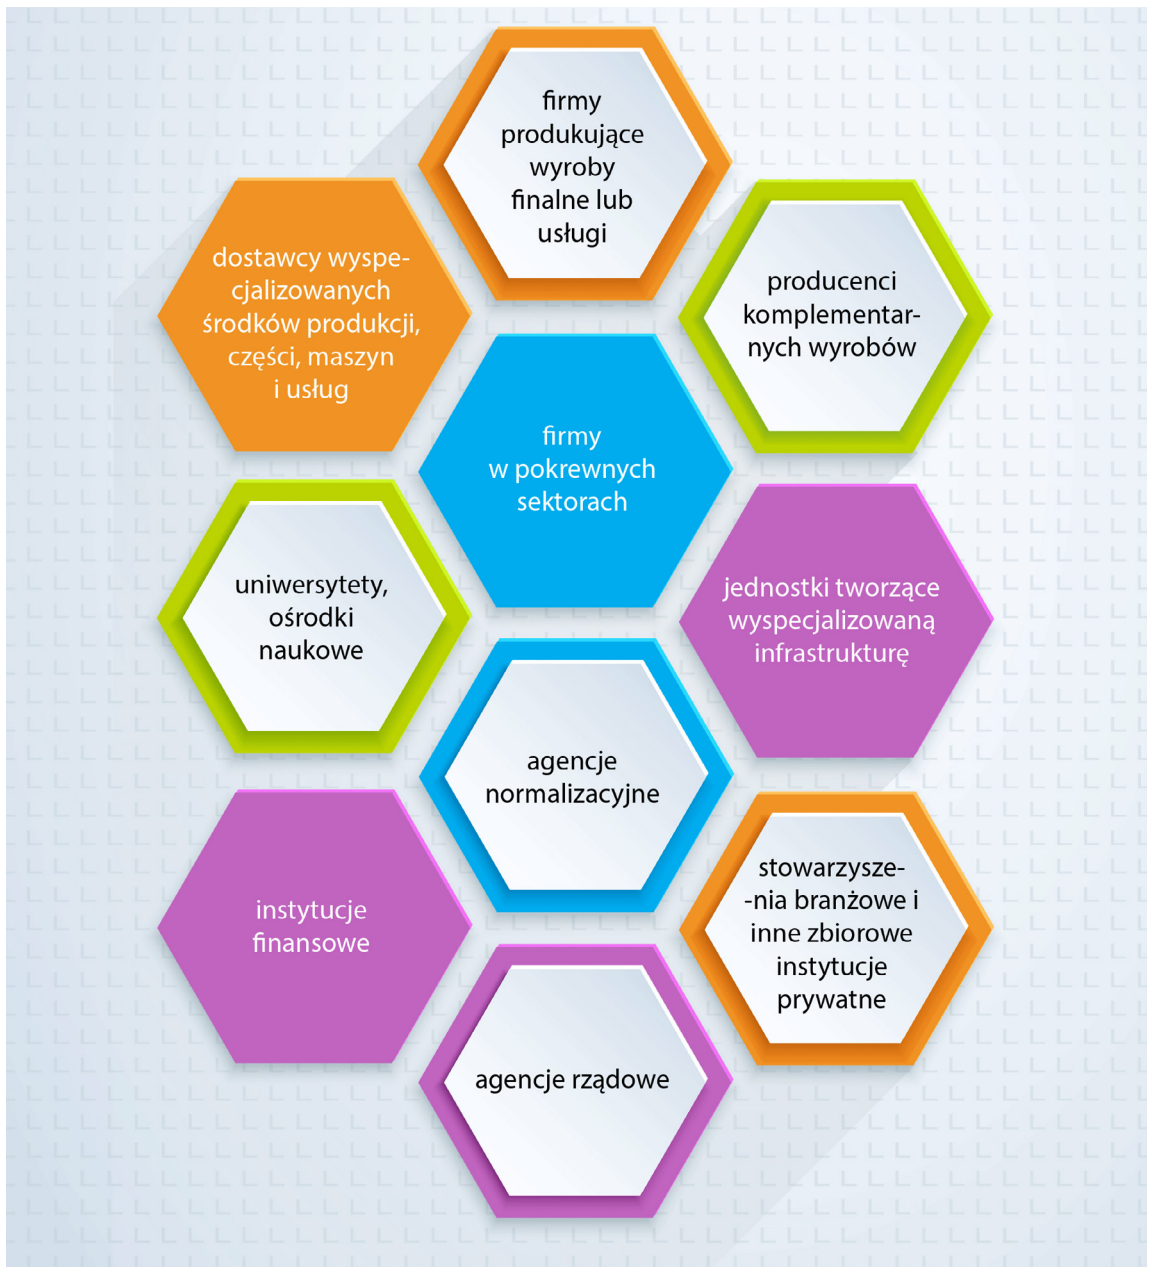 firmy
produkujące
wyroby
finalne lub
usługi
dostawcy wyspe-
cjalizowanych
środków produkcji,
części, maszyn
i usług
producenci
komplementar-
nych wyrobów
firmy
w pokrewnych
sektorach
uniwersytety,
ośrodki
naukowe
jednostki tworzące
wyspecjalizowaną
infrastrukturę
agencje
normalizacyjne
instytucje
finansowe
stowarzysze-
-nia branżowe i
inne zbiorowe
instytucje
prywatne
agencje rządowe